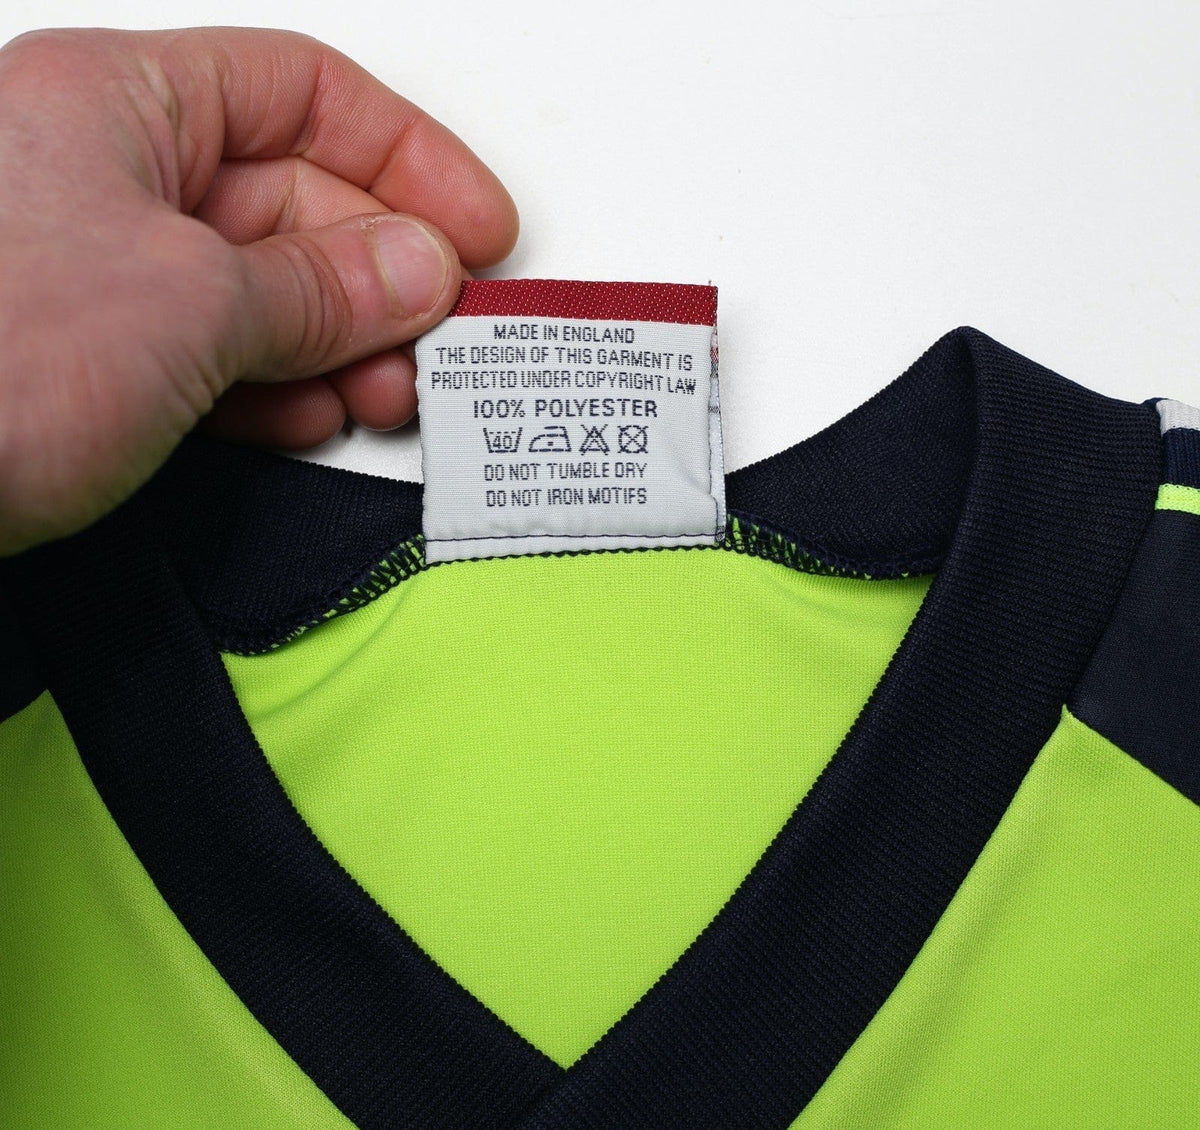 MADE IN ENGLAND
THE DESIGN OF THIS GARMENT IS
PROTECTED UNDER COPYRIGHT LAW
100% POLYESTER
40
DO NOT TUMBLE DRY
DO NOT IRON MOTIFS